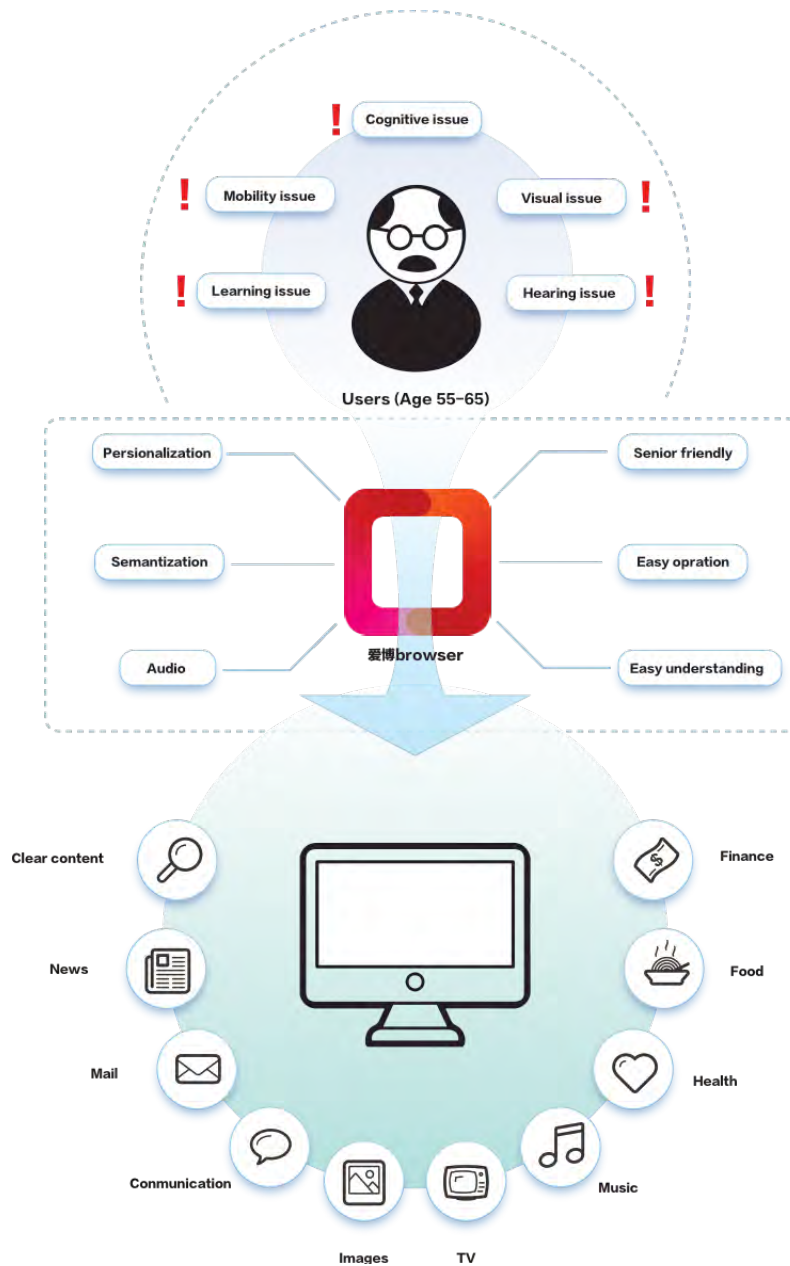 ! Cognitive issue
! Mobility issue
Visual issue !
! Learning issue
Hearing issue !
Users (Age 55-65)
Persionalization
Senior friendly
Semantization
Easy opration
爱博browser
Audio
Easy understanding
Clear content
Finance
$
News
Food
Mail
Health
Conmunication
Music
Images
TV